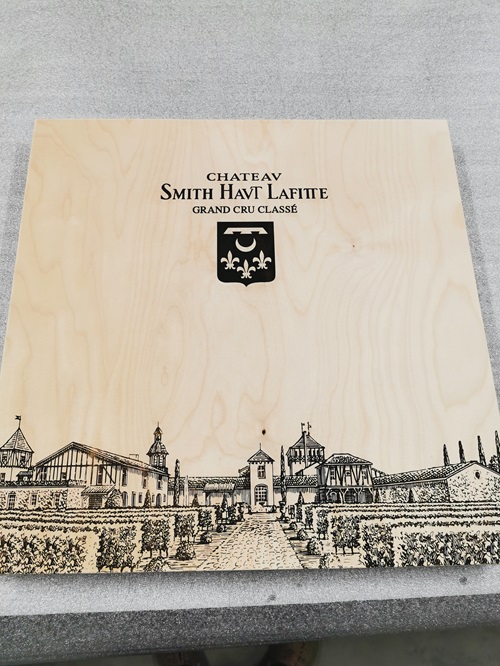 CHATEAV
SMITH HAVT LAFITTE
GRAND CRU CLASSÉ